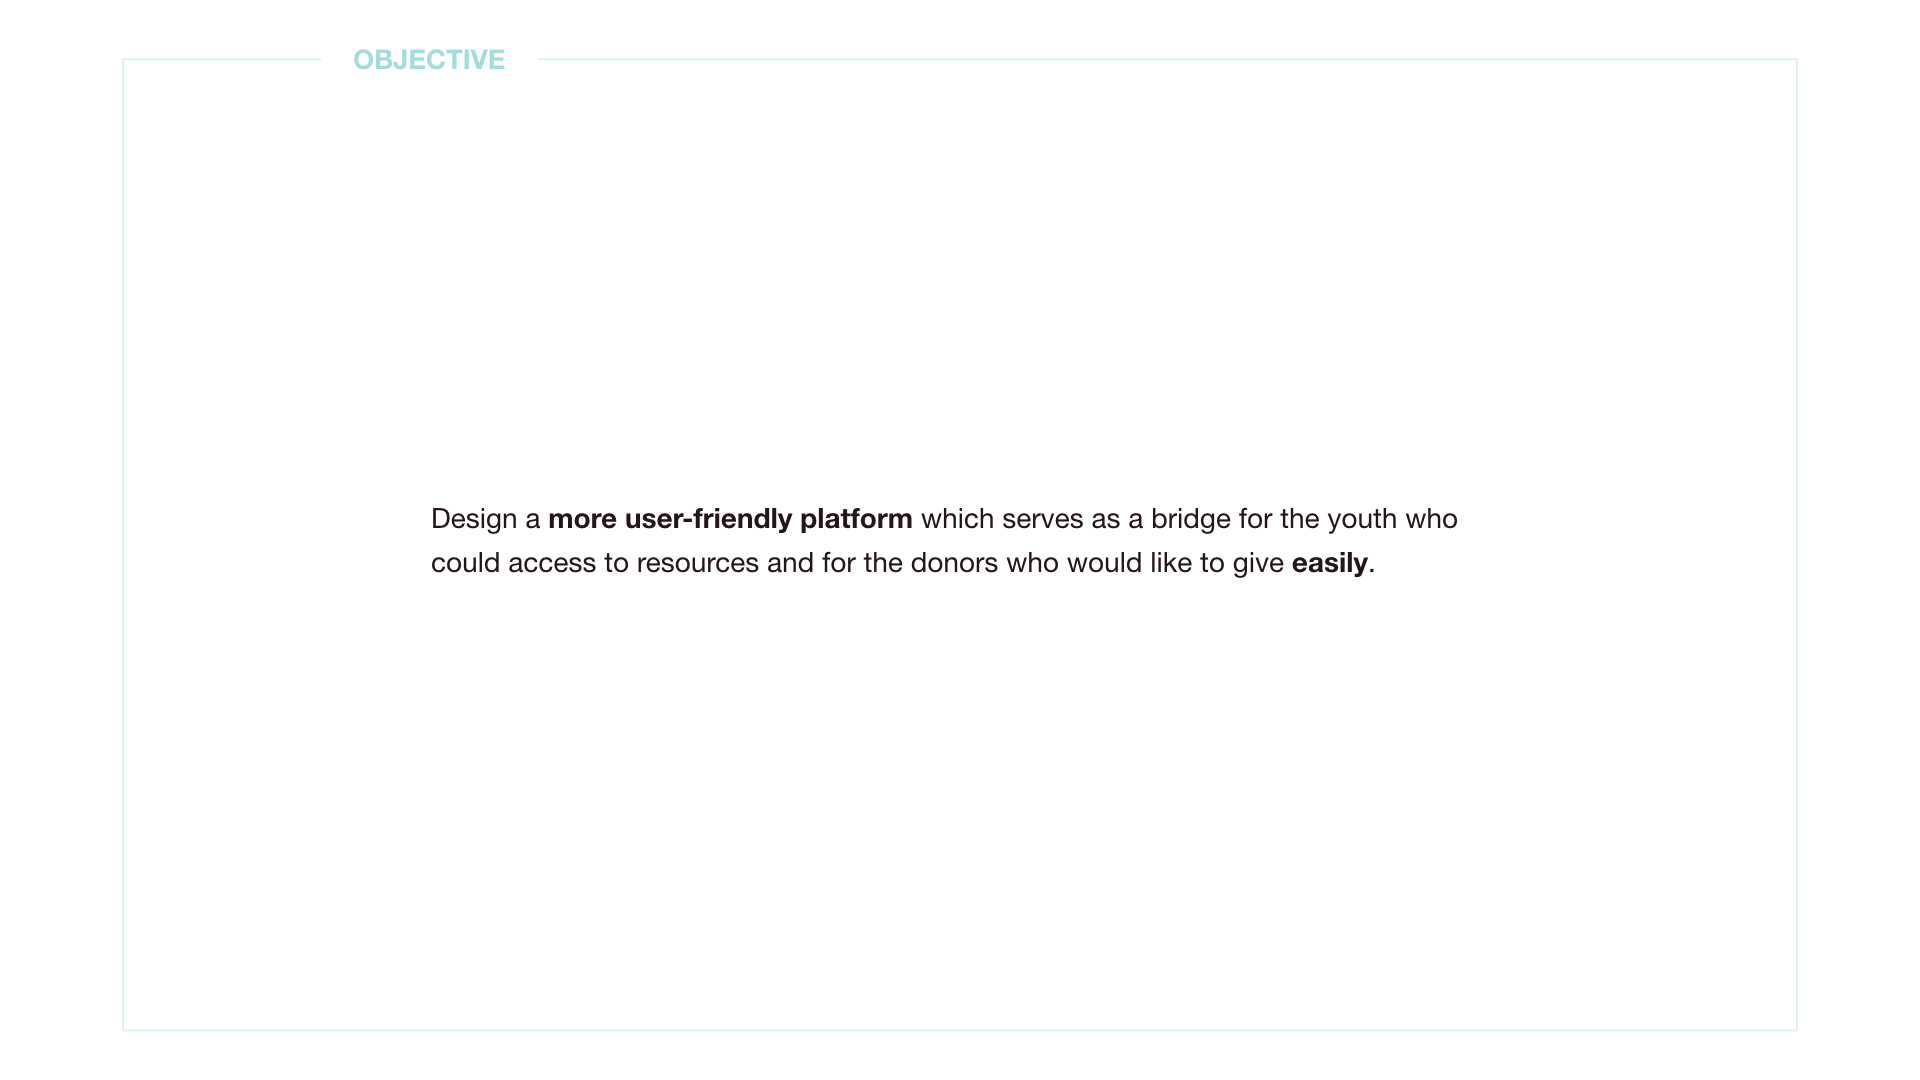 OBJECTIVE
Design a more user-friendly platform which serves as a bridge for the youth who
could access to resources and for the donors who would like to give easily.